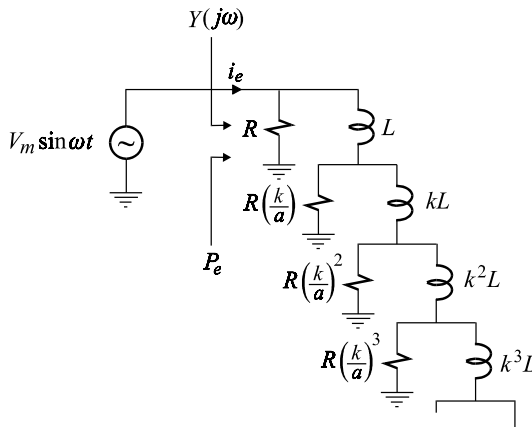 Y(jω)
i_e
V_m sin ωt
R
L
R(k/a)
kL
P_e
R(k/a)^2
k^2L
R(k/a)^3
k^3L